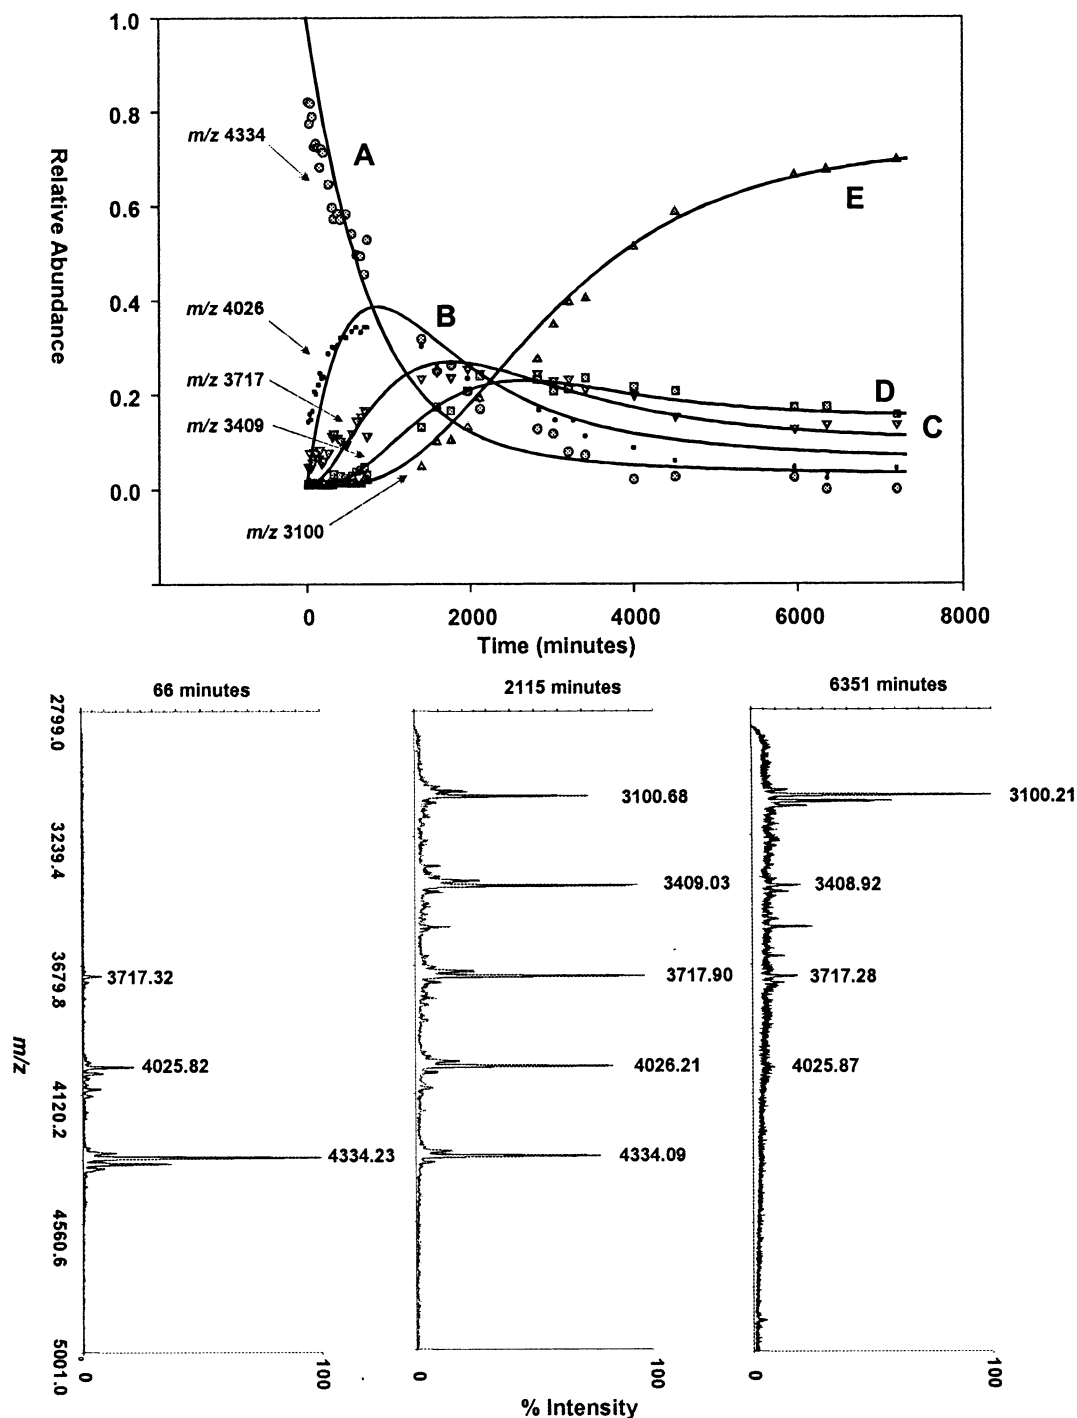 1.0
0.8
0.6
0.4
0.2
0.0
Relative Abundance
m/z 4334
A
E
m/z 4026
B
m/z 3717
m/z 3409
D
C
m/z 3100
0 2000 4000 6000 8000
Time (minutes)
66 minutes
2115 minutes
6351 minutes
2799.0
3239.4
3679.8
4120.2
4560.6
5001.0
m/z
3717.32
4025.82
4334.23
3100.68
3409.03
3717.90
4026.21
4334.09
3100.21
3408.92
3717.28
4025.87
0 100
0 100
0 100
% Intensity